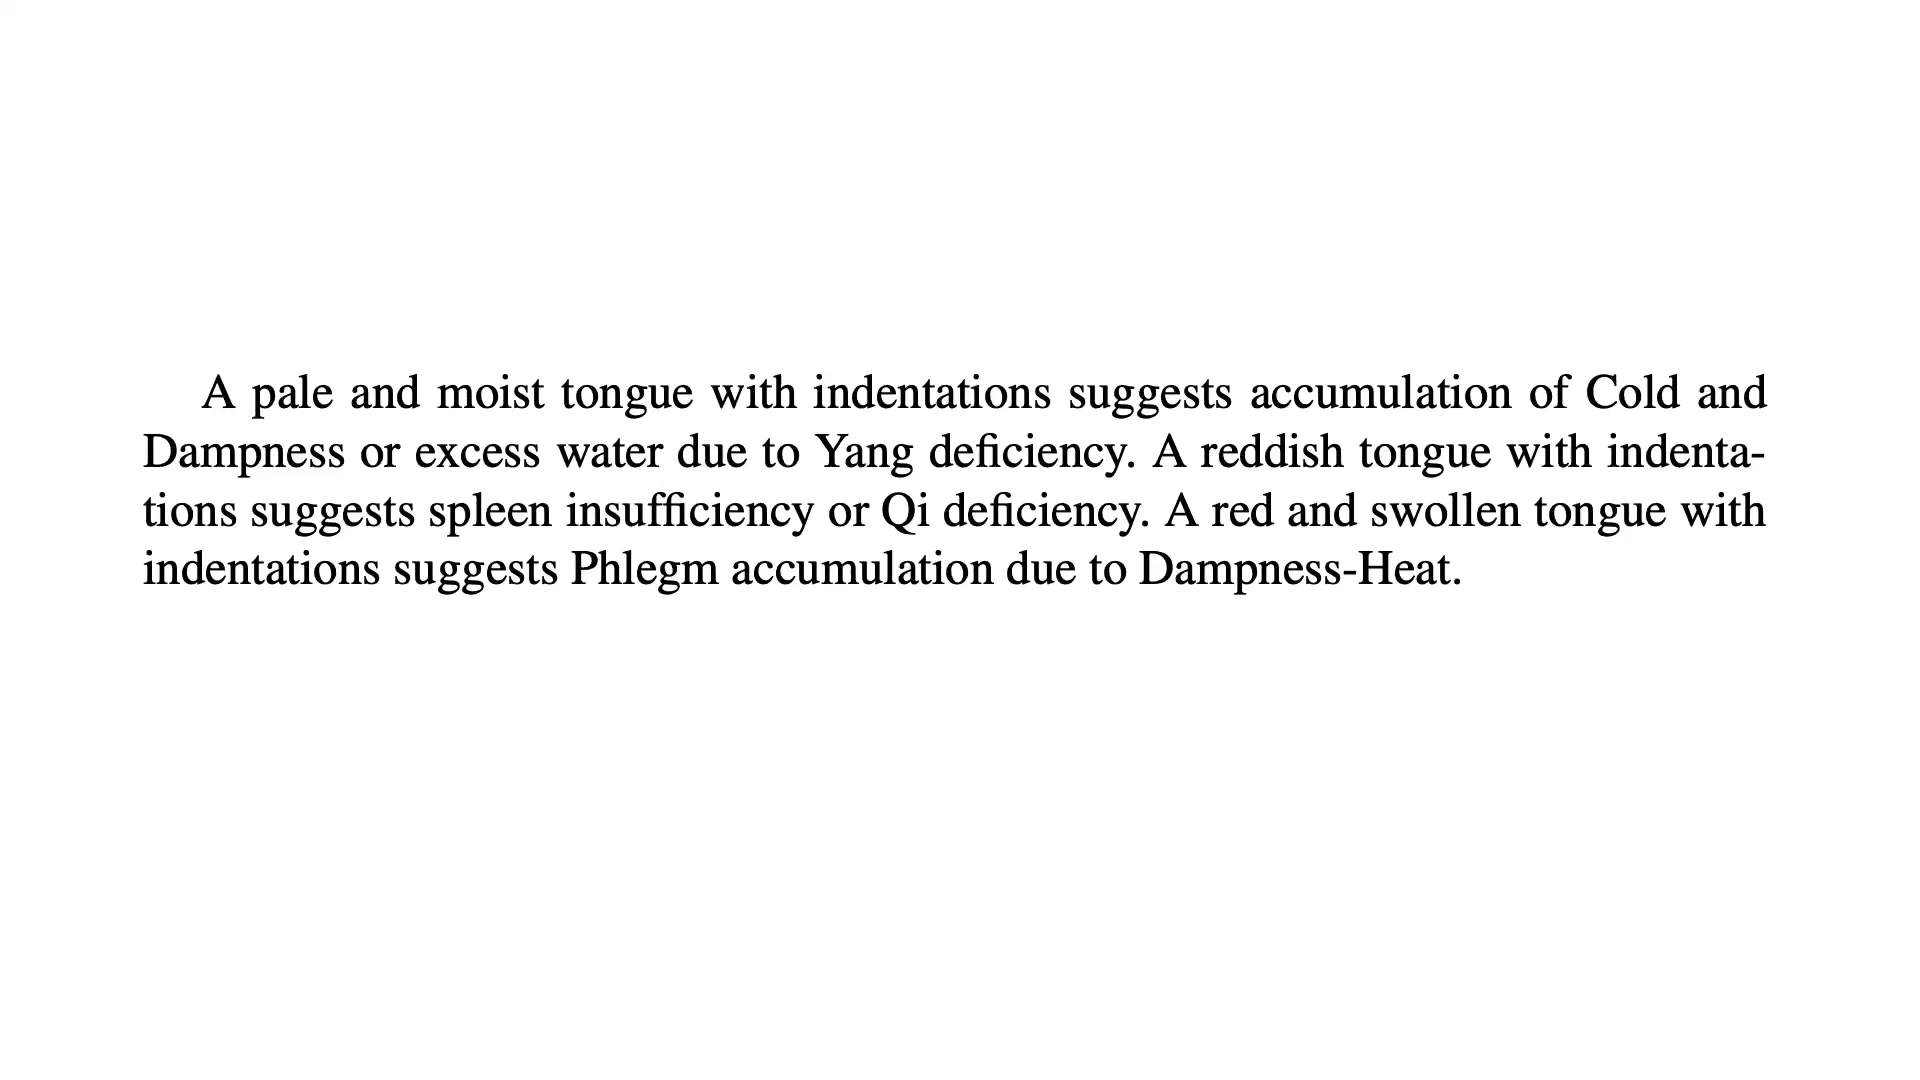 A pale and moist tongue with indentations suggests accumulation of Cold and
Dampness or excess water due to Yang deficiency. A reddish tongue with indenta-
tions suggests spleen insufficiency or Qi deficiency. A red and swollen tongue with
indentations suggests Phlegm accumulation due to Dampness-Heat.